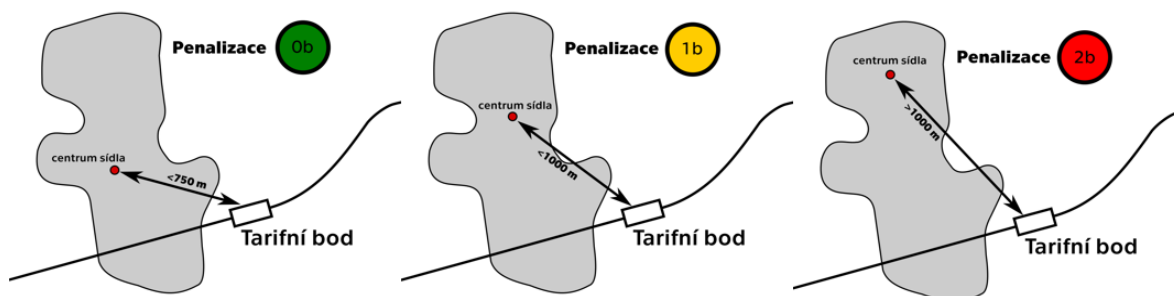 Penalizace 0b
centrum sídla
<750 m
Tarifní bod
Penalizace 1b
centrum sídla
<1000 m
Tarifní bod
Penalizace 2b
centrum sídla
>1000 m
Tarifní bod